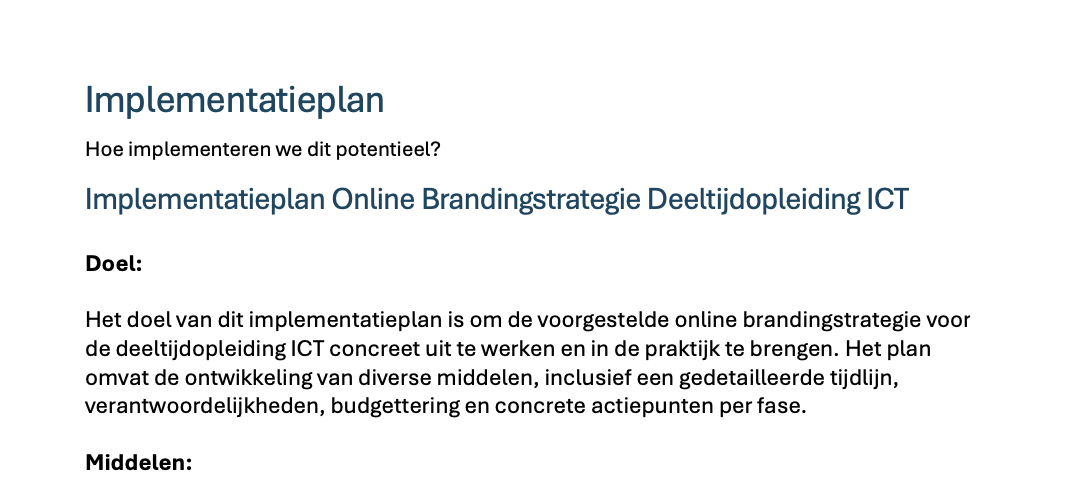 Implementatieplan
Hoe implementeren we dit potentieel?
Implementatieplan Online Brandingstrategie Deeltijdopleiding ICT
Doel:
Het doel van dit implementatieplan is om de voorgestelde online brandingstrategie voor
de deeltijdopleiding ICT concreet uit te werken en in de praktijk te brengen. Het plan
omvat de ontwikkeling van diverse middelen, inclusief een gedetailleerde tijdlijn,
verantwoordelijkheden, budgettering en concrete actiepunten per fase.
Middelen: